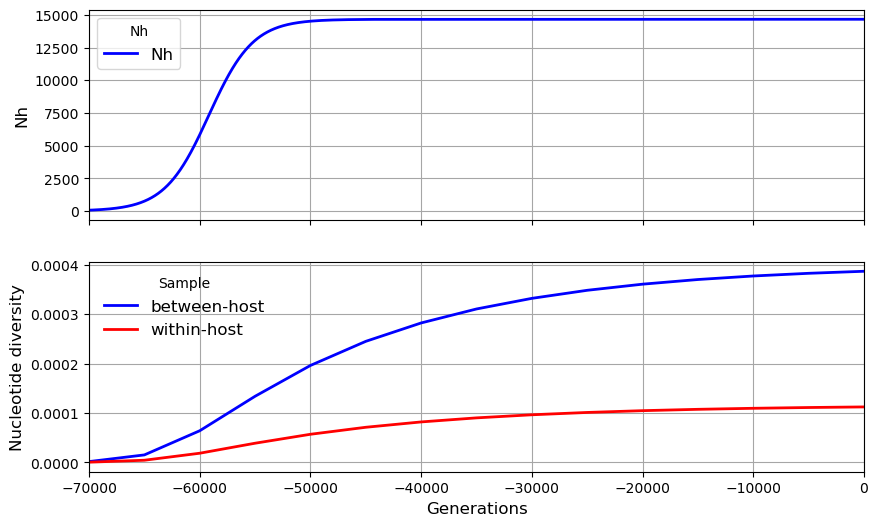 15000
12500
10000
7500
5000
2500
0
Nh
Nh
Nh
0.0004
0.0003
0.0002
0.0001
0.0000
Nucleotide diversity
Sample
between-host
within-host
−70000 −60000 −50000 −40000 −30000 −20000 −10000 0
Generations